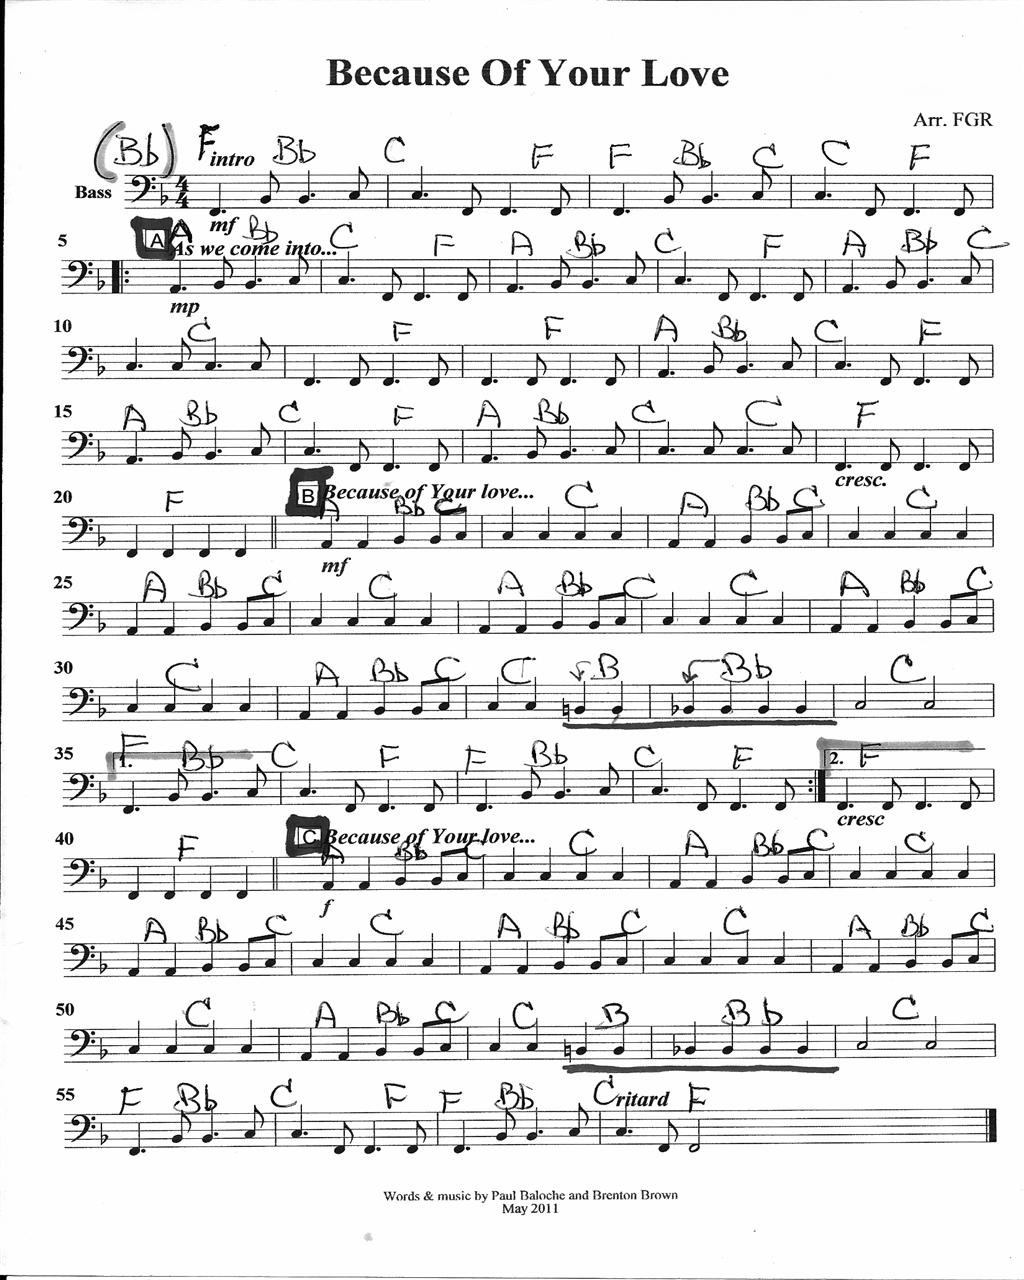 Because Of Your Love
Arr. FGR
(Bb) F intro Bb C F F Bb C C F
Bass
mf
5 A A Bb C F A Bb C F A Bb C
As we come into...
mp
10 C F F A Bb C F
15 A Bb C F A Bb C C F
cresc.
20 F B Because of Your love...
A Bb C C A Bb C C
mf
25 A Bb C C A Bb C C A Bb C
30 C A Bb C C B Bb C
35 1. F Bb C F F Bb C F 2. F
cresc
40 F C Because of Your love...
A Bb C C A Bb C C
f
45 A Bb C C A Bb C C A Bb C
50 C A Bb C C B Bb C
55 F Bb C F F Bb C ritard F
Words & music by Paul Baloche and Brenton Brown
May 2011